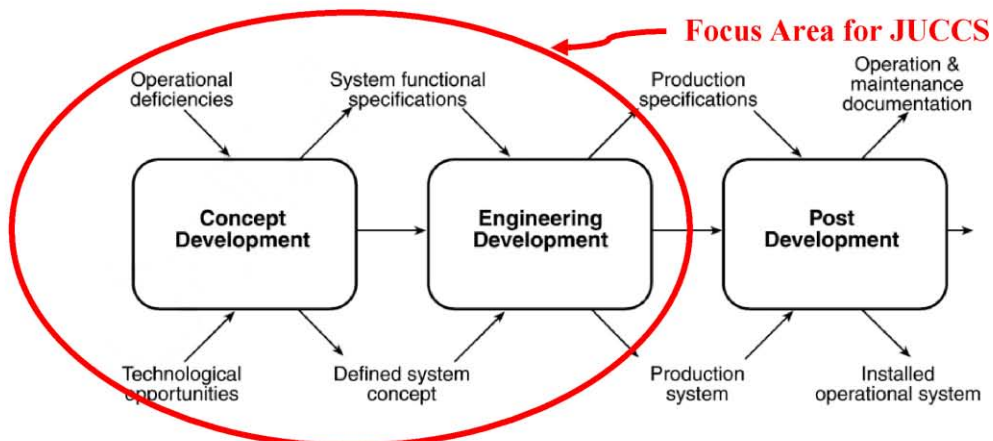 Focus Area for JUCCS
Operational
deficiencies
System functional
specifications
Production
specifications
Operation &
maintenance
documentation
Concept
Development
Engineering
Development
Post
Development
Technological
opportunities
Defined system
concept
Production
system
Installed
operational system